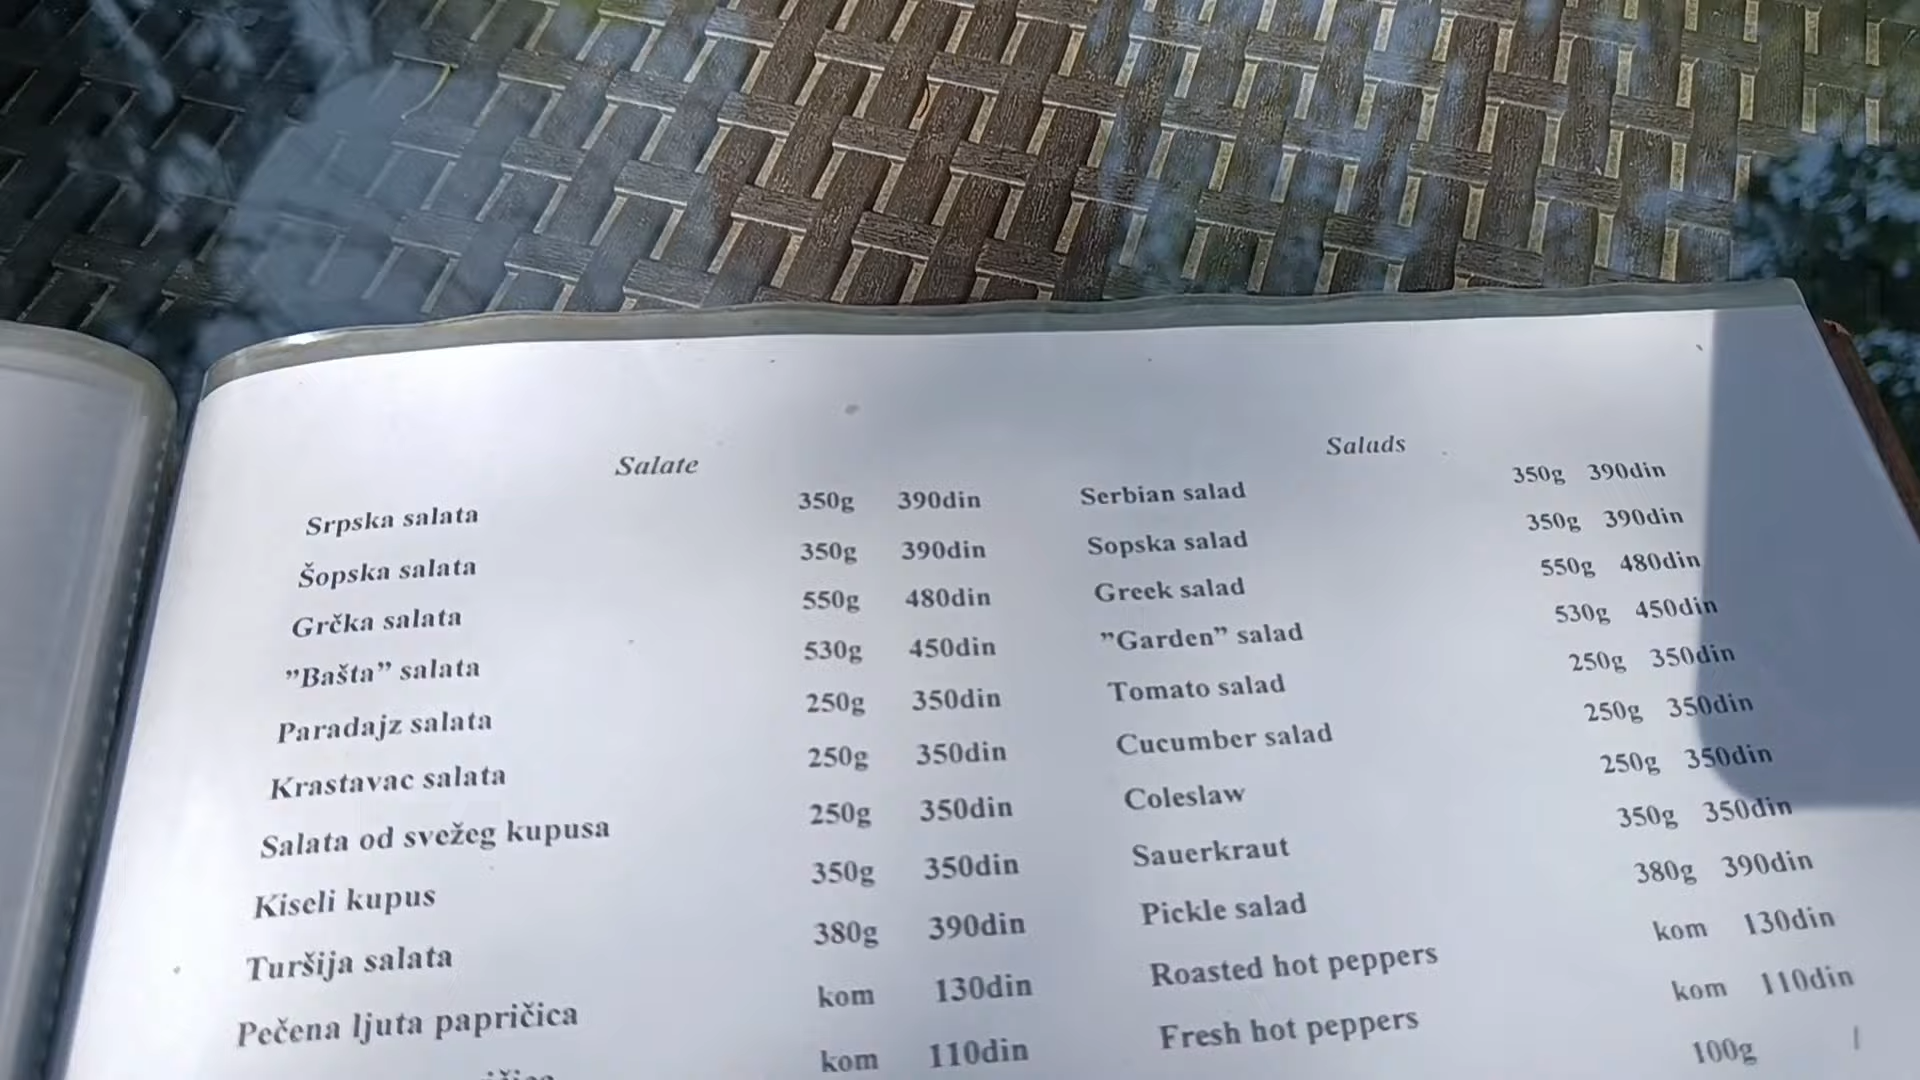 Salate Salads
Srpska salata 350g 390din Serbian salad 350g 390din
Šopska salata 350g 390din Sopska salad 350g 390din
Grčka salata 550g 480din Greek salad 550g 480din
”Bašta” salata 530g 450din ”Garden” salad 530g 450din
Paradajz salata 250g 350din Tomato salad 250g 350din
Krastavac salata 250g 350din Cucumber salad 250g 350din
Salata od svežeg kupusa 250g 350din Coleslaw 250g 350din
Kiseli kupus 350g 350din Sauerkraut 350g 350din
Turšija salata 380g 390din Pickle salad 380g 390din
Pečena ljuta papričica kom 130din Roasted hot peppers kom 130din
kom 110din Fresh hot peppers kom 110din
100g